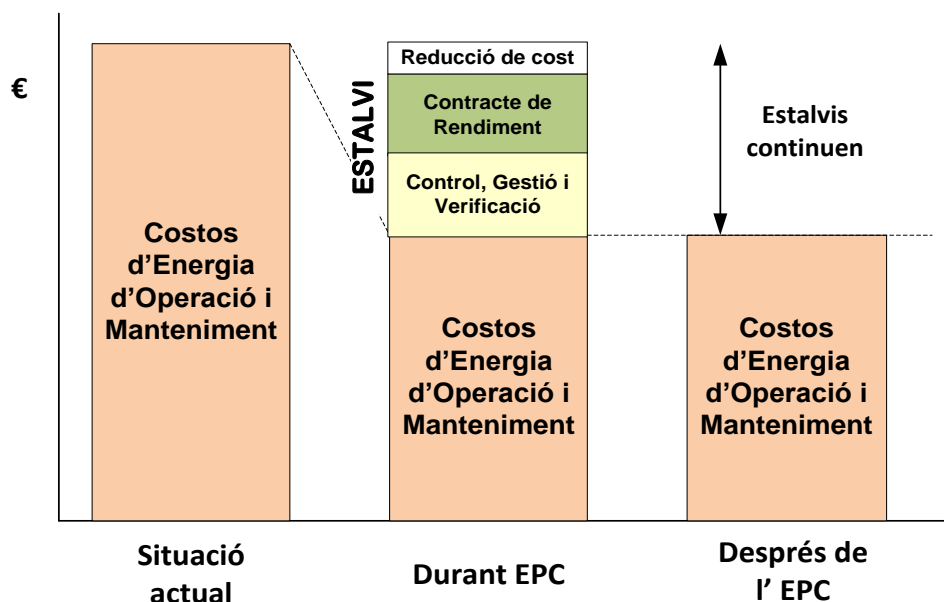 €
Costos
d’Energia
d’Operació i
Manteniment
ESTALVI
Reducció de cost
Contracte de
Rendiment
Control, Gestió i
Verificació
Costos
d’Energia
d’Operació i
Manteniment
Estalvis
continuen
Costos
d’Energia
d’Operació i
Manteniment
Situació
actual
Durant EPC
Després de
l’ EPC